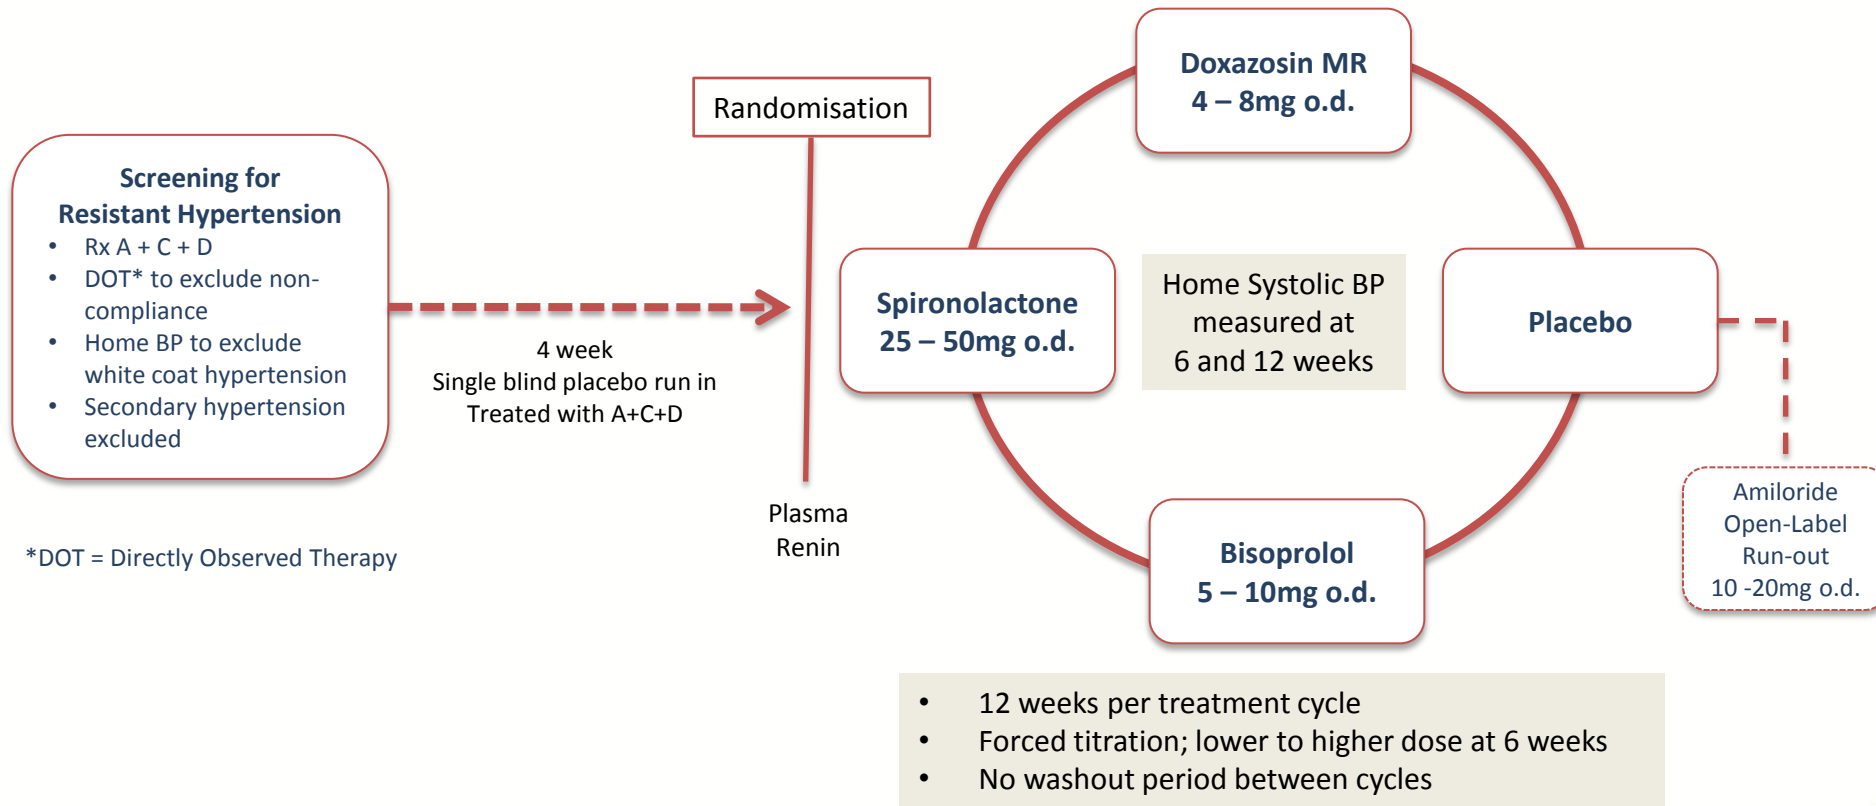 Screening for
Resistant Hypertension
• Rx A + C + D
• DOT* to exclude non-
compliance
• Home BP to exclude
white coat hypertension
• Secondary hypertension
excluded
*DOT = Directly Observed Therapy
4 week
Single blind placebo run in
Treated with A+C+D
Randomisation
Plasma
Renin
Doxazosin MR
4 – 8mg o.d.
Spironolactone
25 – 50mg o.d.
Home Systolic BP
measured at
6 and 12 weeks
Placebo
Bisoprolol
5 – 10mg o.d.
Amiloride
Open-Label
Run-out
10 -20mg o.d.
• 12 weeks per treatment cycle
• Forced titration; lower to higher dose at 6 weeks
• No washout period between cycles